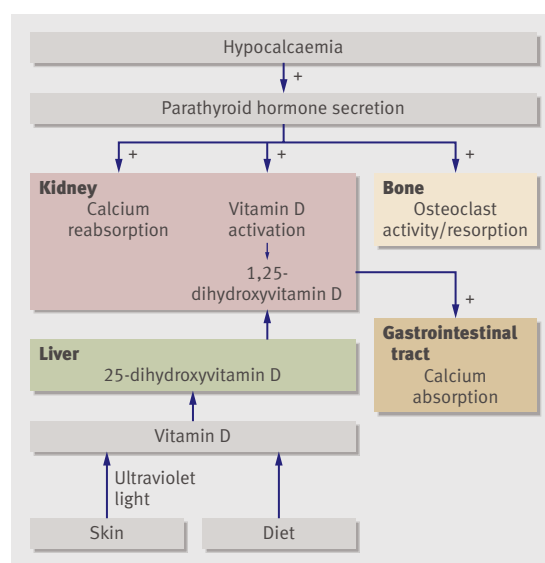 Hypocalcaemia
+
Parathyroid hormone secretion
+
+
+
Kidney
Calcium
reabsorption
Vitamin D
activation
1,25-
dihydroxyvitamin D
Bone
Osteoclast
activity/resorption
+
Gastrointestinal
tract
Calcium
absorption
Liver
25-dihydroxyvitamin D
Vitamin D
Ultraviolet
light
Skin
Diet